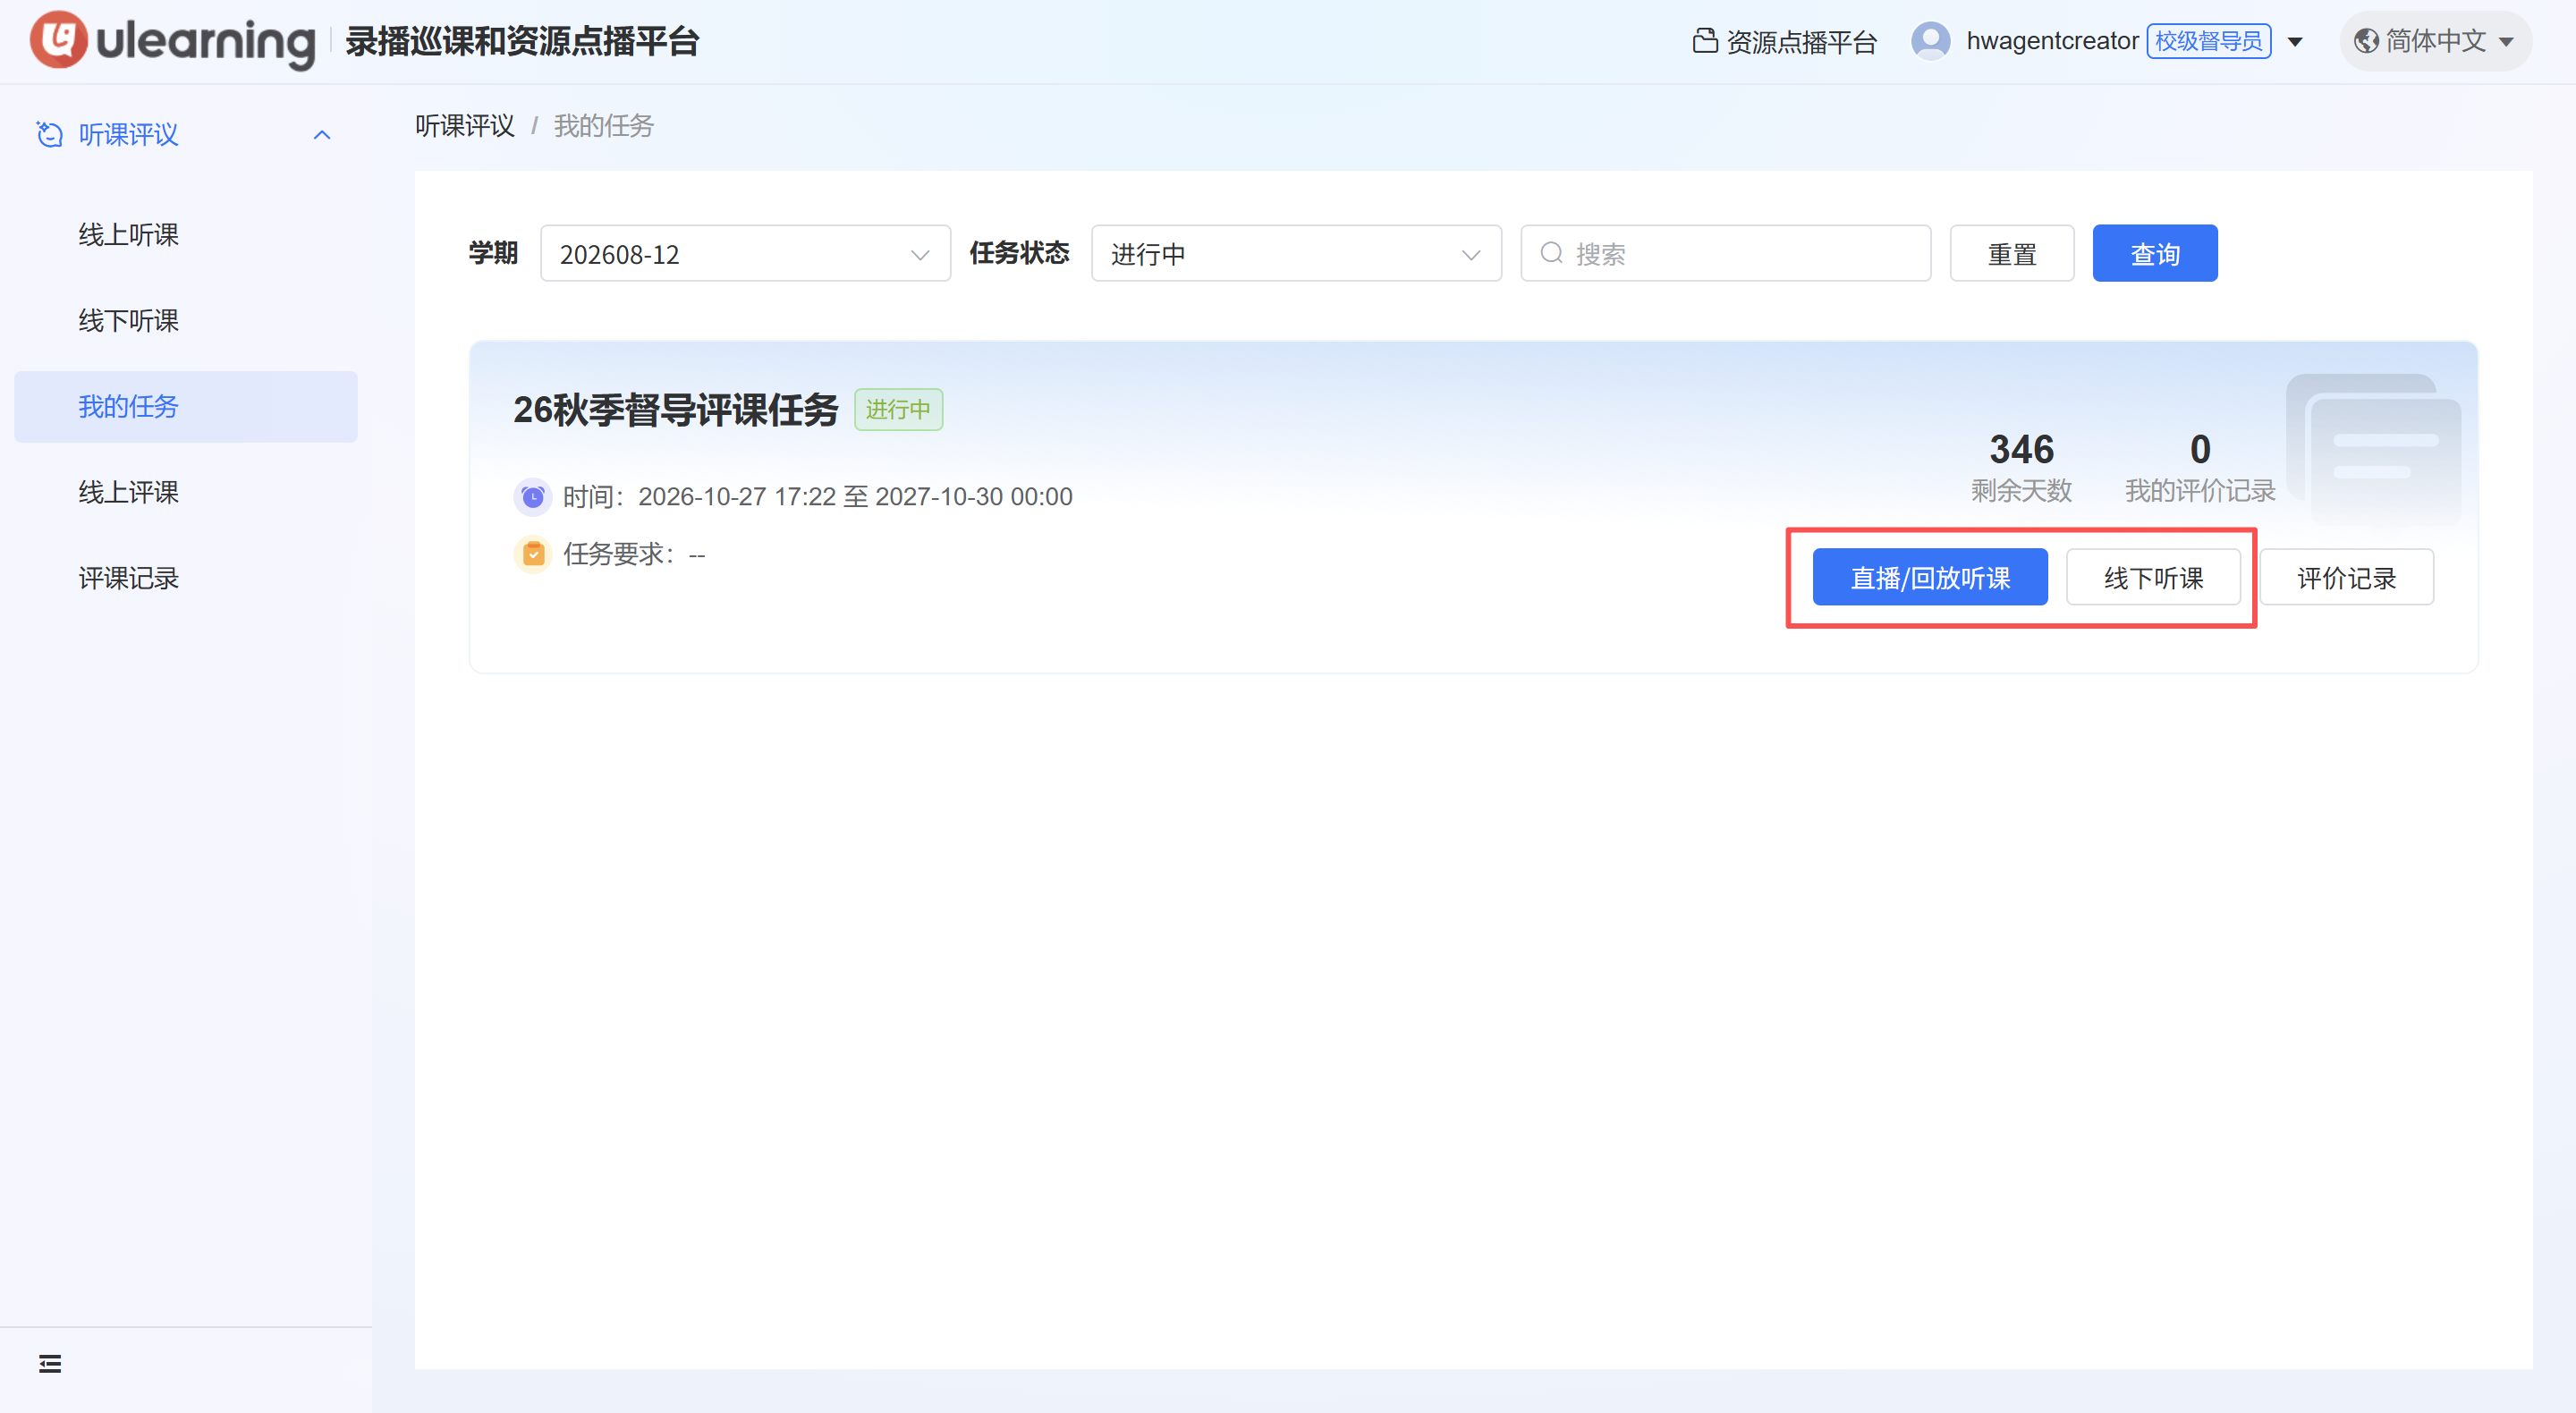 ulearning 录播巡课和资源点播平台 资源点播平台 hwagentcreator 校级督导员 简体中文
听课评议
线上听课
线下听课
我的任务
线上评课
评课记录
听课评议 / 我的任务
学期 202608-12 任务状态 进行中 搜索 重置 查询
26秋季督导评课任务 进行中
时间：2026-10-27 17:22 至 2027-10-30 00:00
任务要求：--
346 0
剩余天数 我的评价记录
直播/回放听课 线下听课 评价记录